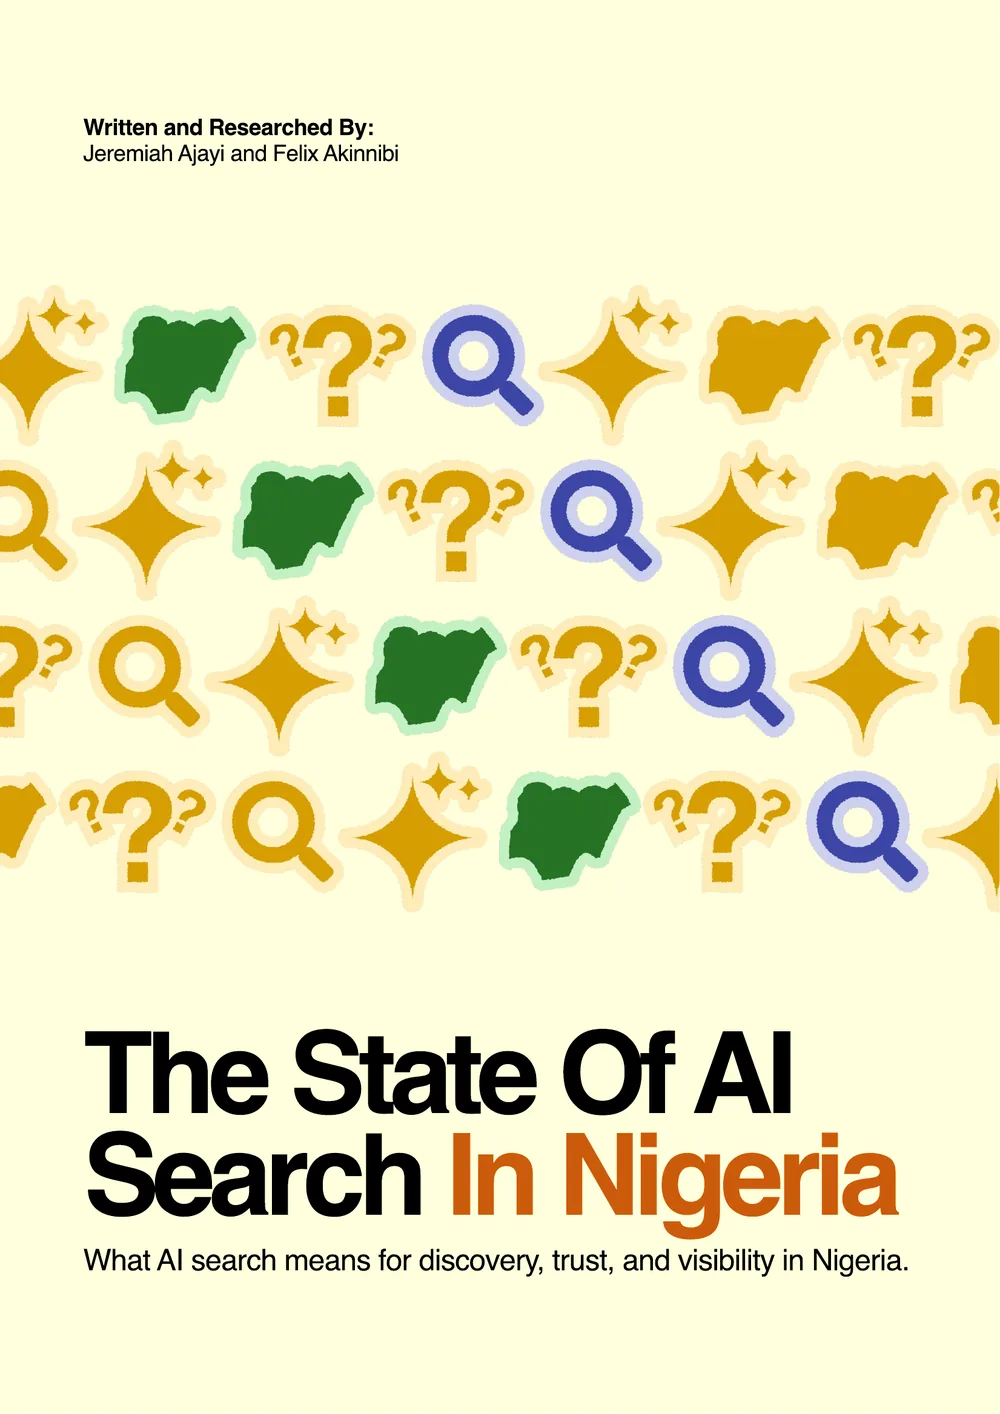 Written and Researched By:
Jeremiah Ajayi and Felix Akinnibi
? ? ? ? ? ?
? ? ? ?
? ? ? ? ?
? ? ? ? ? ?
The State Of AI
Search In Nigeria
What AI search means for discovery, trust, and visibility in Nigeria.